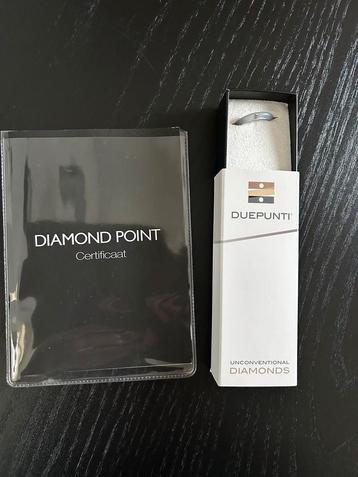 DIAMOND POINT
Certificaat
DUEPUNTI
UNCONVENTIONAL
DIAMONDS